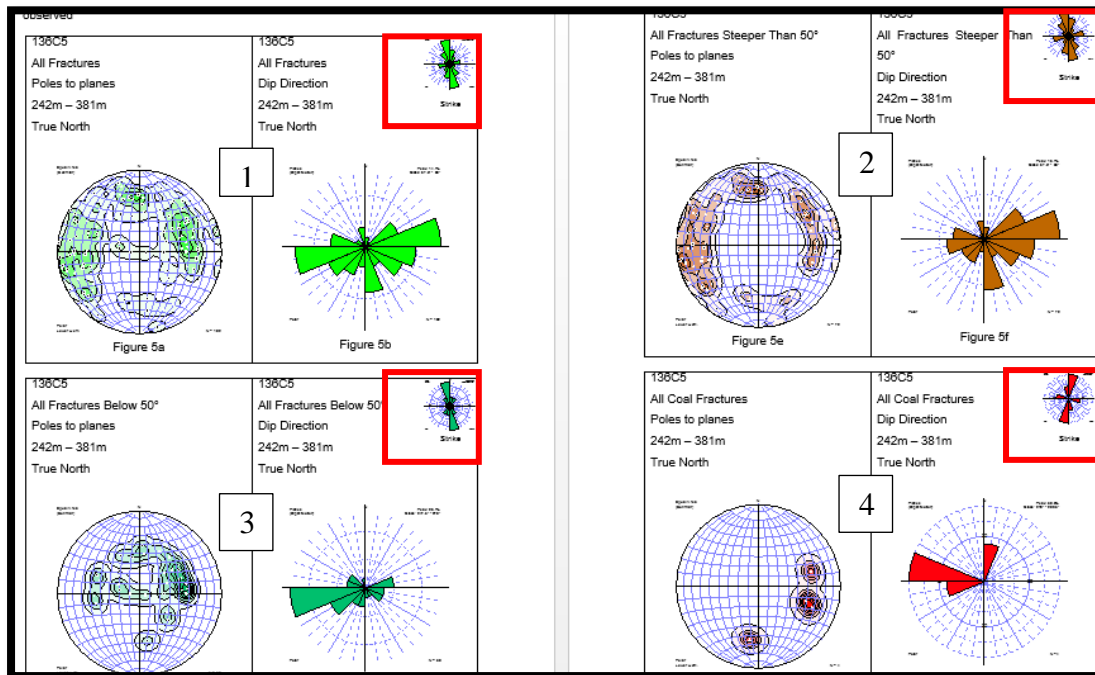 observed
136C5
All Fractures
Poles to planes
242m – 381m
True North
136C5
All Fractures
Dip Direction
242m – 381m
True North
Strike
1
Figure 5a
Figure 5b
136C5
All Fractures Steeper Than 50°
Poles to planes
242m – 381m
True North
136C5
All Fractures Steeper Than
50°
Dip Direction
242m – 381m
True North
Strike
2
Figure 5e
Figure 5f
136C5
All Fractures Below 50°
Poles to planes
242m – 381m
True North
136C5
All Fractures Below 50°
Dip Direction
242m – 381m
True North
Strike
3
136C5
All Coal Fractures
Poles to planes
242m – 381m
True North
136C5
All Coal Fractures
Dip Direction
242m – 381m
True North
Strike
4